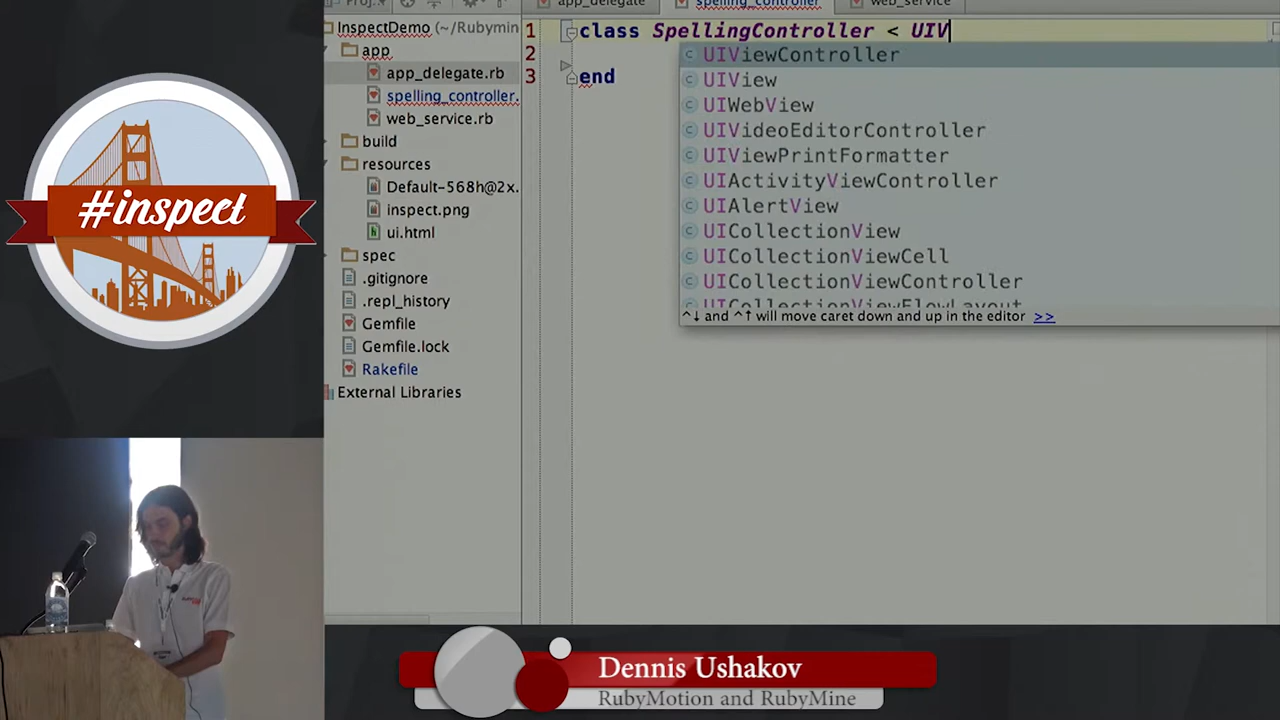 #inspect
Proj..
app_delegate
spelling_controller
web_service
InspectDemo (~/Rubymin
app
app_delegate.rb
spelling_controller.
web_service.rb
build
resources
Default-568h@2x.
inspect.png
ui.html
spec
.gitignore
.repl_history
Gemfile
Gemfile.lock
Rakefile
External Libraries
1 class SpellingController < UIV
2
3 end
UIViewController
UIView
UIWebView
UIVideoEditorController
UIViewPrintFormatter
UIActivityViewController
UIAlertView
UICollectionView
UICollectionViewCell
UICollectionViewController
UICollectionViewFlowLayout
^↓ and ^↑ will move caret down and up in the editor >>
Dennis Ushakov
RubyMotion and RubyMine